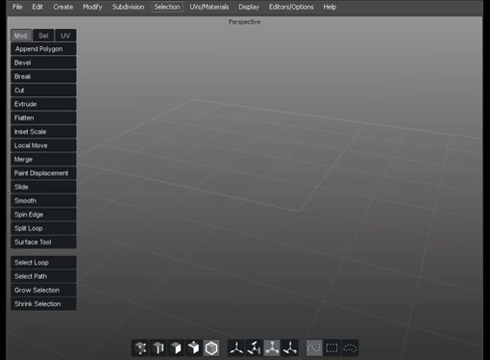 File Edit Create Modify Subdivision Selection UVs/Materials Display Editors/Options Help
Perspective
Mod Sel UV
Append Polygon
Bevel
Break
Cut
Extrude
Flatten
Inset Scale
Local Move
Merge
Paint Displacement
Slide
Smooth
Spin Edge
Split Loop
Surface Tool
Select Loop
Select Path
Grow Selection
Shrink Selection